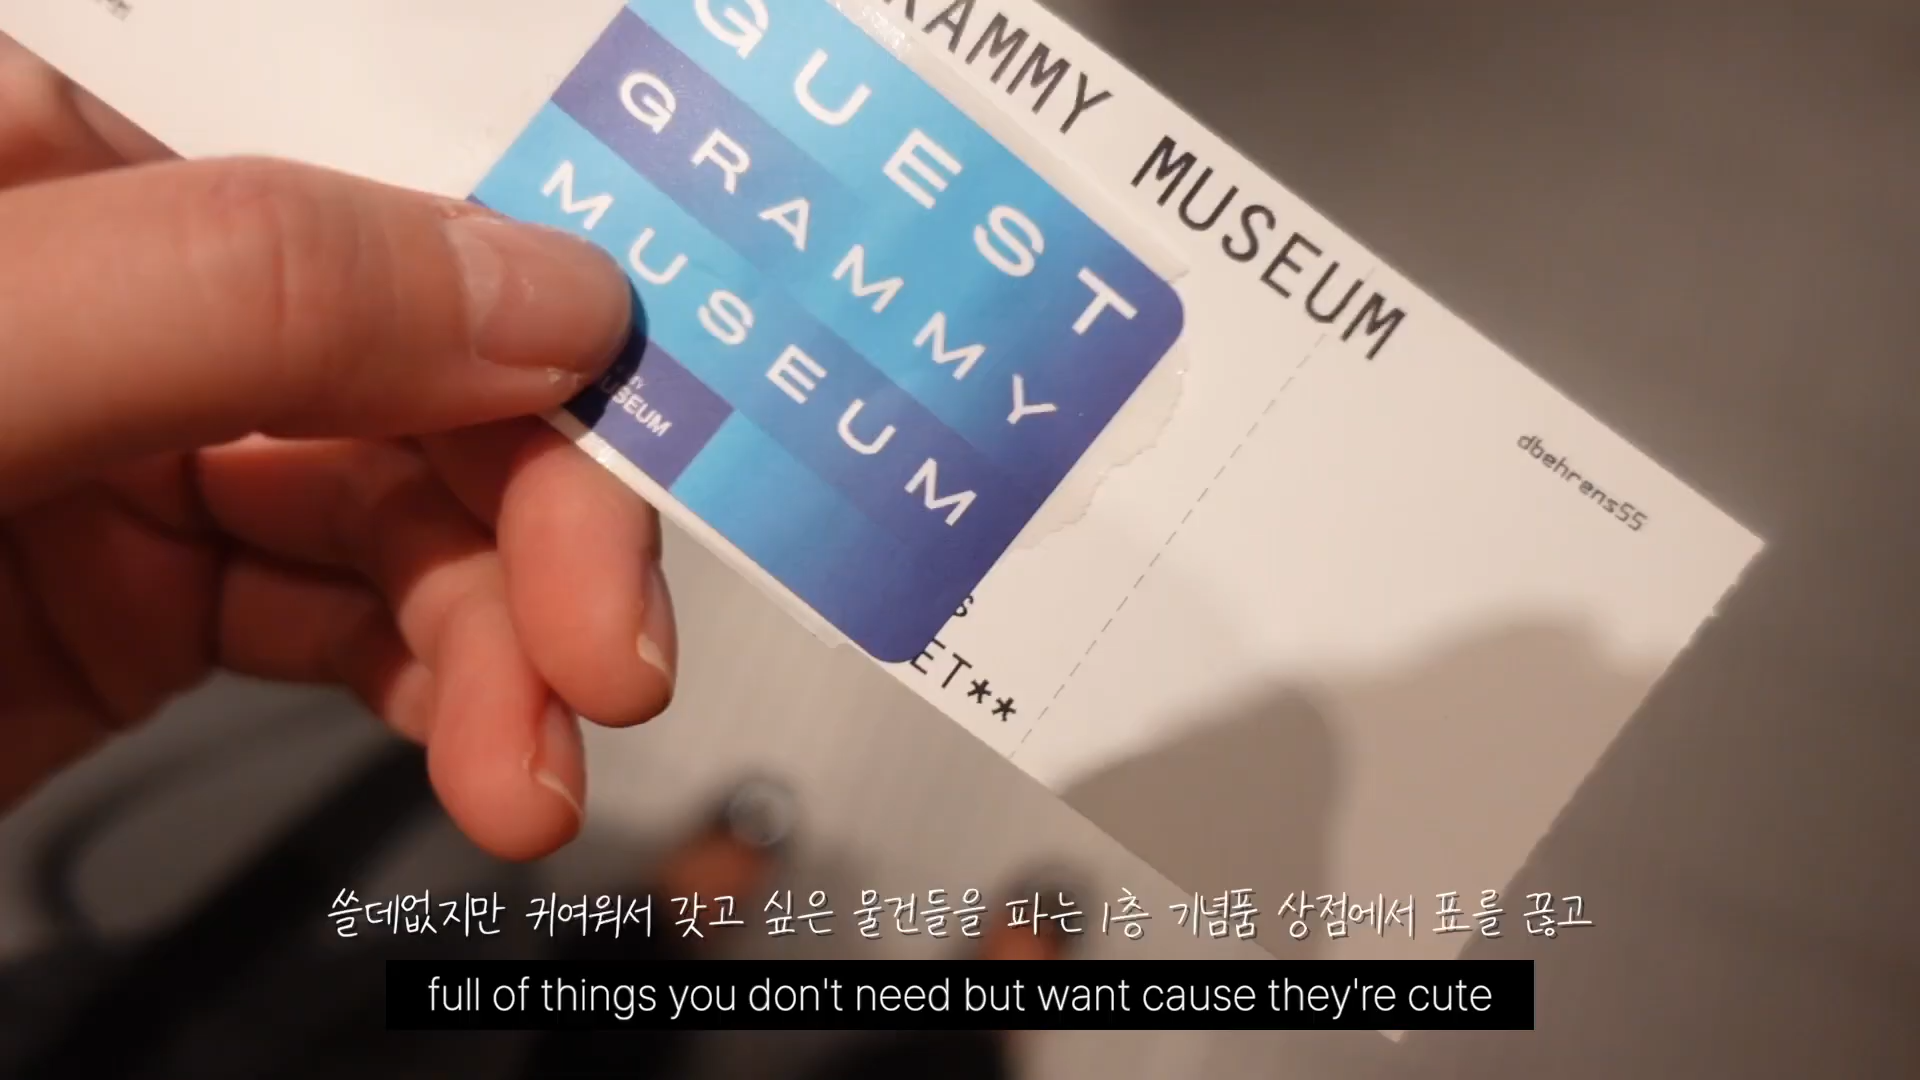 RAMMY MUSEUM
GUEST
GRAMMY
MUSEUM
USEUM
dbehrens55
S
ET**
쓸데없지만 귀여워서 갖고 싶은 물건들을 파는 1층 기념품 상점에서 표를 끊고
full of things you don't need but want cause they're cute